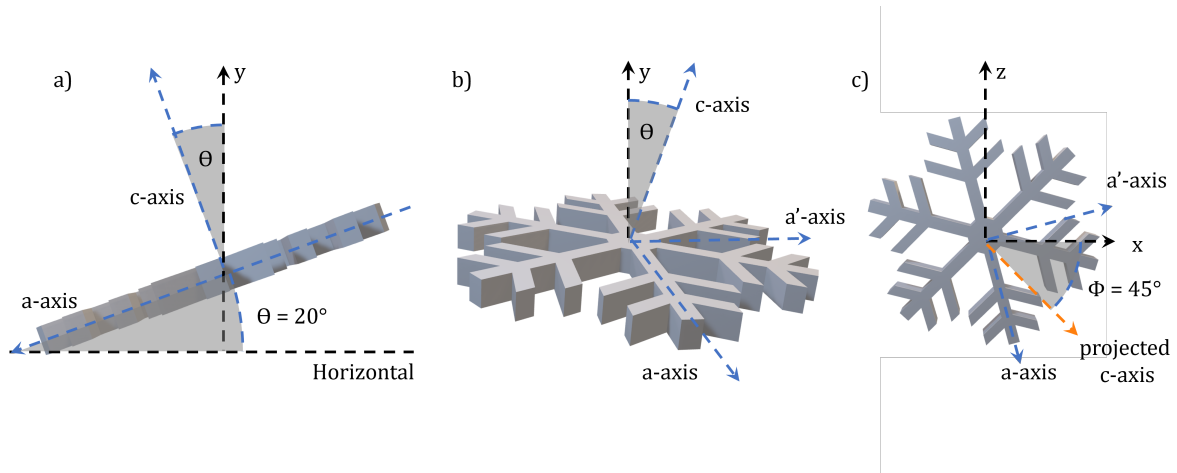 a)
y
Ɵ
c-axis
a-axis
Ɵ = 20°
Horizontal
b)
y
c-axis
Ɵ
a’-axis
a-axis
c)
z
a’-axis
x
Φ = 45°
projected
c-axis
a-axis